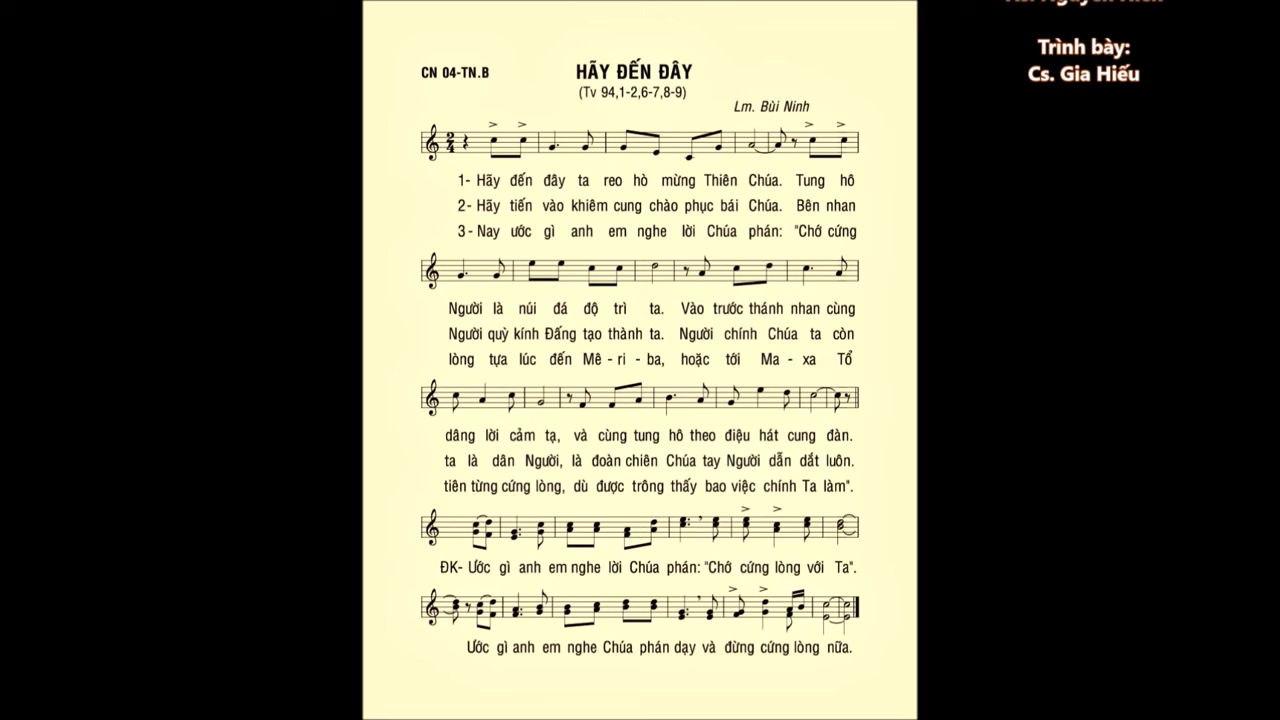 Trình bày:
Cs. Gia Hiếu
CN 04-TN.B
HÃY ĐẾN ĐÂY
(Tv 94,1-2,6-7,8-9)
Lm. Bùi Ninh
1- Hãy đến đây ta reo hò mừng Thiên Chúa. Tung hô
2- Hãy tiến vào khiêm cung chào phục bái Chúa. Bên nhan
3- Nay ước gì anh em nghe lời Chúa phán: "Chớ cứng
Người là núi đá độ trì ta. Vào trước thánh nhan cùng
Người quỳ kính Đấng tạo thành ta. Người chính Chúa ta còn
lòng tựa lúc đến Mê - ri - ba, hoặc tới Ma - xa Tổ
dâng lời cảm tạ, và cùng tung hô theo điệu hát cung đàn.
ta là dân Người, là đoàn chiên Chúa tay Người dẫn dắt luôn.
tiên từng cứng lòng, dù được trông thấy bao việc chính Ta làm".
ĐK- Ước gì anh em nghe lời Chúa phán: "Chớ cứng lòng với Ta".
Ước gì anh em nghe Chúa phán dạy và đừng cứng lòng nữa.